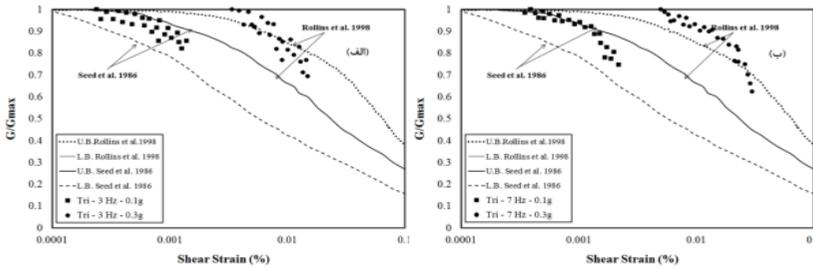 1
0.9
0.8
0.7
0.6
0.5
0.4
0.3
0.2
0.1
0
G/Gmax
Rollins et al. 1998
(الف)
Seed et al. 1986
U.B. Rollins et al.1998
L.B. Rollins et al. 1998
U.B. Seed et al. 1986
L.B. Seed et al. 1986
Tri - 3 Hz - 0.1g
Tri - 3 Hz - 0.3g
0.0001 0.001 0.01 0.1
Shear Strain (%)
1
0.9
0.8
0.7
0.6
0.5
0.4
0.3
0.2
0.1
0
G/Gmax
Rollins et al. 1998
(ب)
Seed et al. 1986
U.B. Rollins et al.1998
L.B. Rollins et al. 1998
U.B. Seed et al. 1986
L.B. Seed et al. 1986
Tri - 7 Hz - 0.1g
Tri - 7 Hz - 0.3g
0.0001 0.001 0.01 0.1
Shear Strain (%)